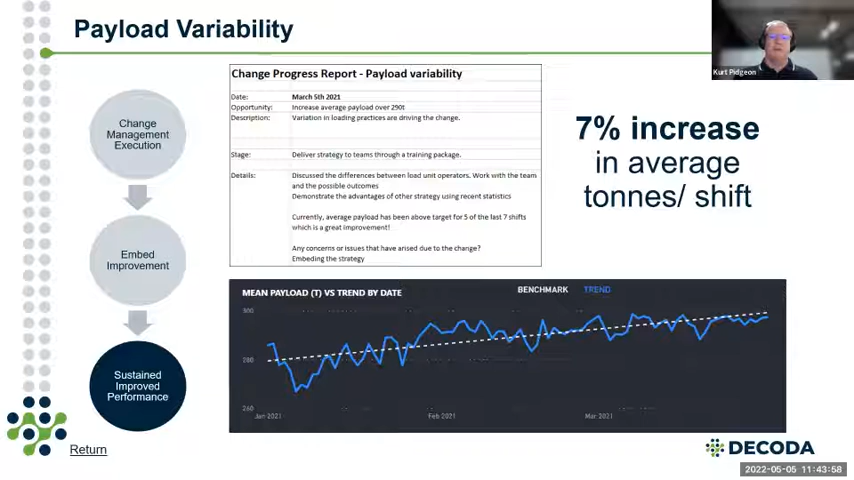 Payload Variability
Kurt Pidgeon
Change
Management
Execution
Embed
Improvement
Sustained
Improved
Performance
Return
Change Progress Report - Payload variability
Date: March 5th 2021
Opportunity: Increase average payload over 290t
Description: Variation in loading practices are driving the change.
Stage: Deliver strategy to teams through a training package.
Details: Discussed the differences between load unit operators. Work with the team
and the possible outcomes
Demonstrate the advantages of other strategy using recent statistics
Currently, average payload has been above target for 5 of the last 7 shifts
which is a great improvement!
Any concerns or issues that have arised due to the change?
Embeding the strategy
7% increase
in average
tonnes/ shift
MEAN PAYLOAD (T) VS TREND BY DATE
BENCHMARK TREND
300
280
260
Jan 2021 Feb 2021 Mar 2021
DECODA
2022-05-05 11:43:58